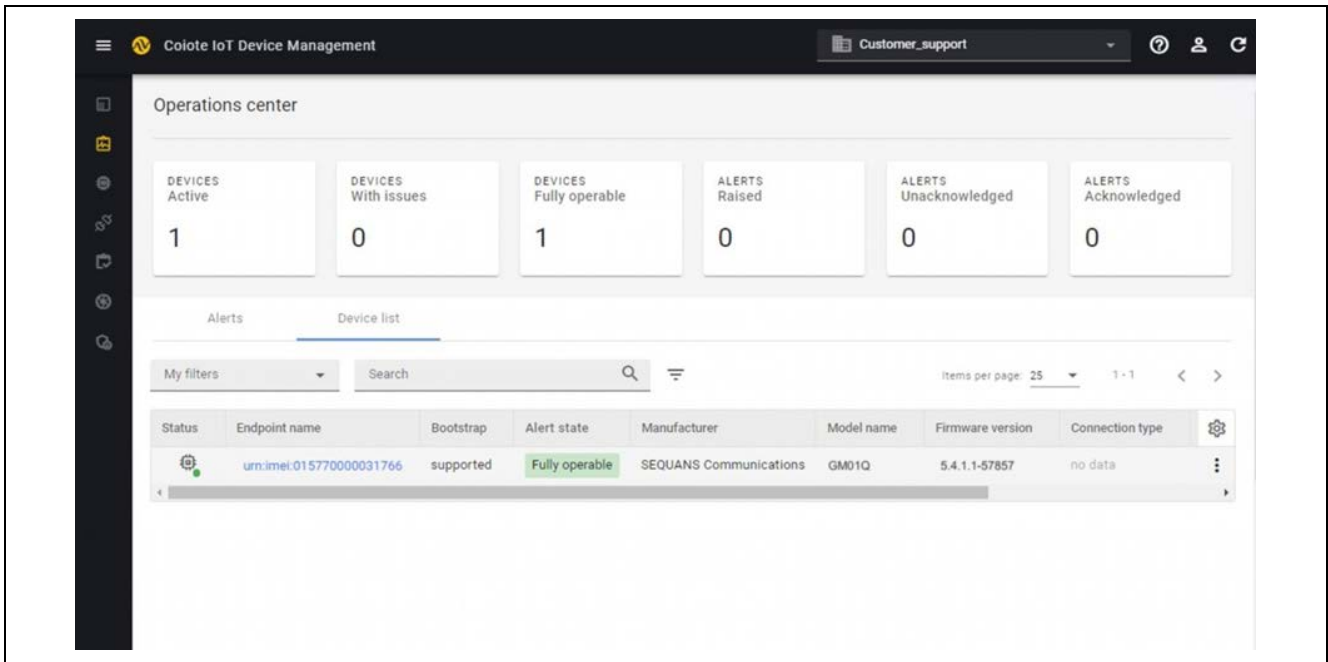 Coiote IoT Device Management
Customer_support
Operations center
DEVICES DEVICES DEVICES ALERTS ALERTS ALERTS
Active With issues Fully operable Raised Unacknowledged Acknowledged
1 0 1 0 0 0
Alerts Device list
My filters Search Items per page: 25 1 - 1
Status Endpoint name Bootstrap Alert state Manufacturer Model name Firmware version Connection type
urn:imei:015770000031766 supported Fully operable SEQUANS Communications GM01Q 5.4.1.1-57857 no data